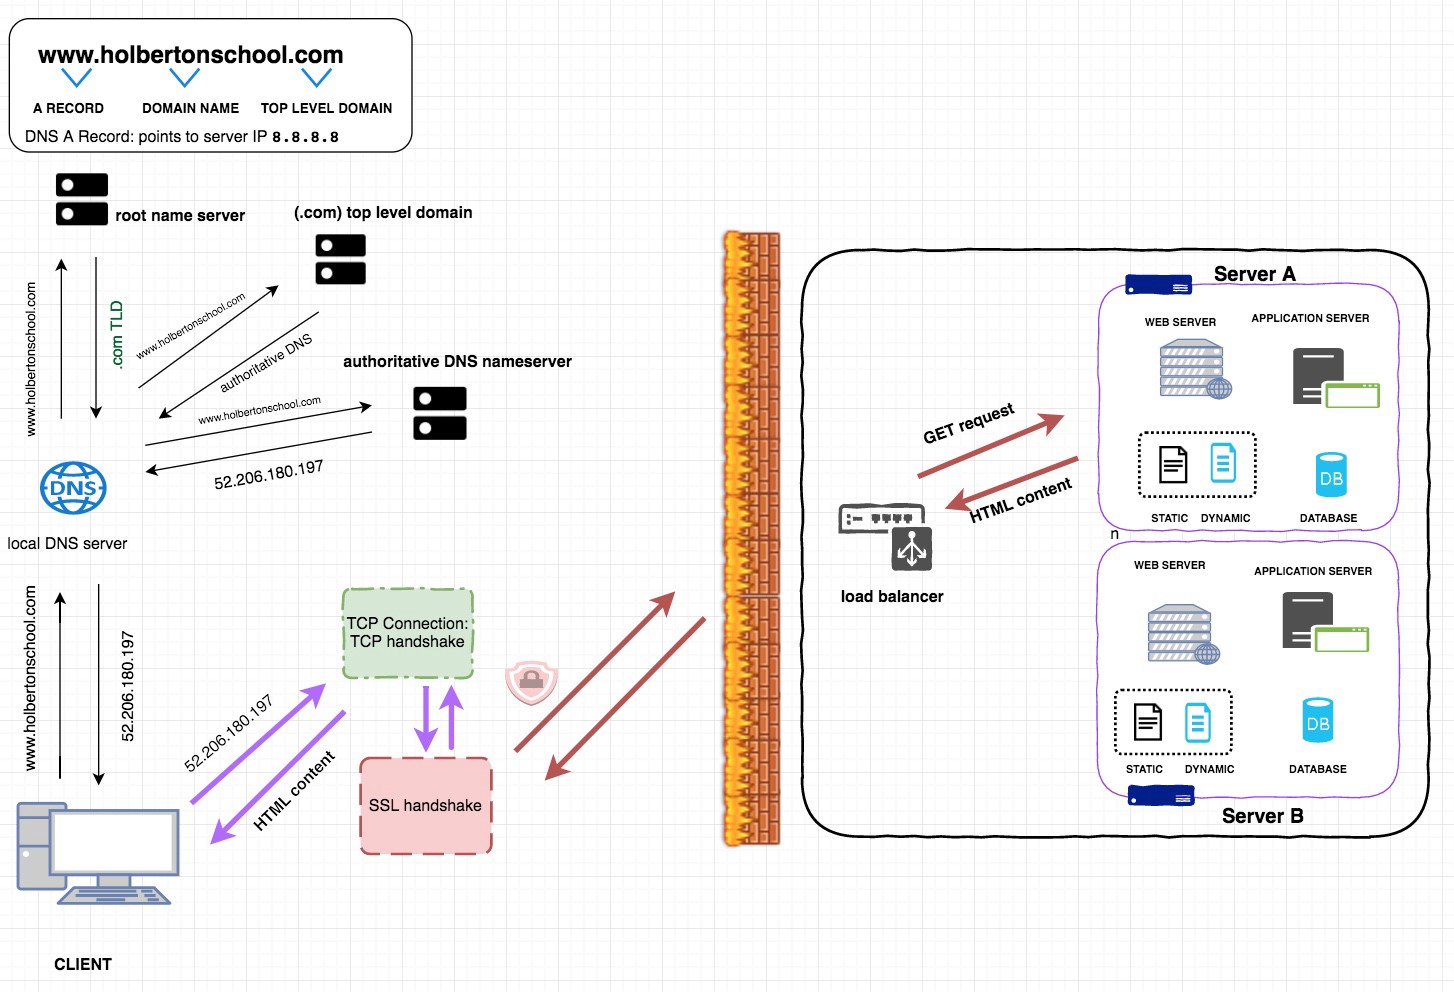 www.holbertonschool.com
A RECORD
DOMAIN NAME
TOP LEVEL DOMAIN
DNS A Record: points to server IP 8.8.8.8
root name server
(.com) top level domain
www.holbertonschool.com
.com TLD
www.holbertonschool.com
authoritative DNS
authoritative DNS nameserver
www.holbertonschool.com
52.206.180.197
DNS
local DNS server
www.holbertonschool.com
52.206.180.197
TCP Connection:
TCP handshake
52.206.180.197
HTML content
SSL handshake
CLIENT
GET request
HTML content
load balancer
Server A
WEB SERVER
APPLICATION SERVER
DB
STATIC
DYNAMIC
DATABASE
n
WEB SERVER
APPLICATION SERVER
DB
STATIC
DYNAMIC
DATABASE
Server B